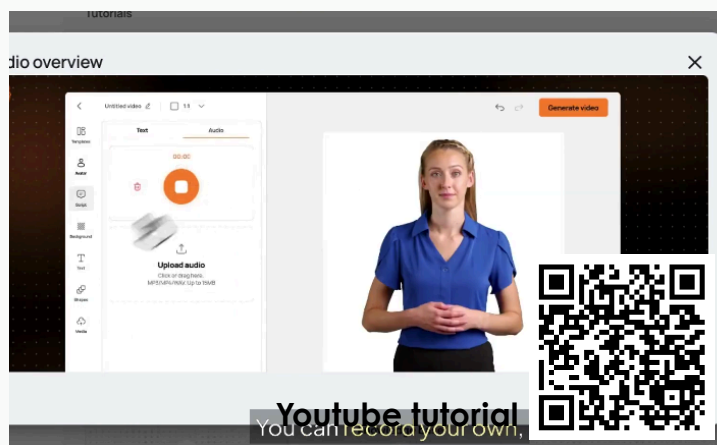 Tutorials
dio overview
Untitled video
1:1
Generate video
Templates
Text
Audio
Avatar
00:00
Script
Background
Upload audio
Click or drag here.
Text
MP3/MP4/WAV. Up to 15MB
Shapes
Media
Youtube tutorial
You can record your own,